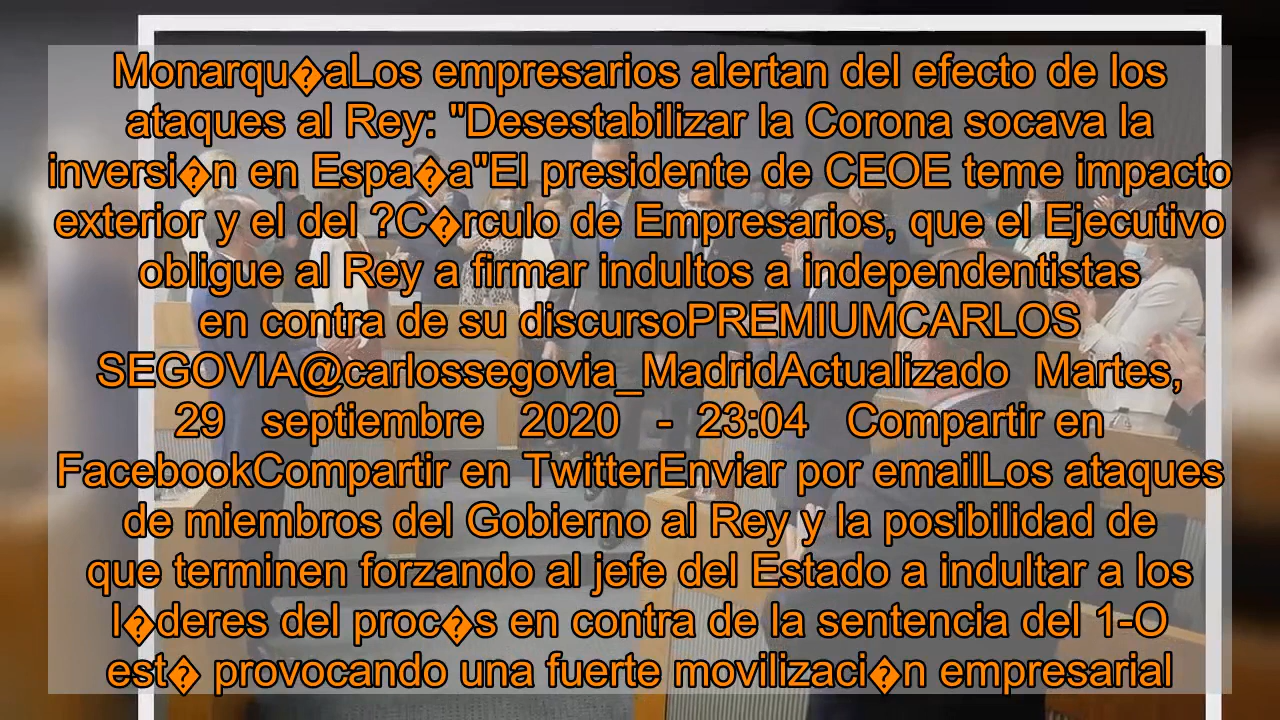 Monarqu�aLos empresarios alertan del efecto de los
ataques al Rey: "Desestabilizar la Corona socava la
inversi�n en Espa�a"El presidente de CEOE teme impacto
exterior y el del ?C�rculo de Empresarios, que el Ejecutivo
obligue al Rey a firmar indultos a independentistas
en contra de su discursoPREMIUMCARLOS
SEGOVIA@carlossegovia_MadridActualizado Martes,
29 septiembre 2020 - 23:04 Compartir en
FacebookCompartir en TwitterEnviar por emailLos ataques
de miembros del Gobierno al Rey y la posibilidad de
que terminen forzando al jefe del Estado a indultar a los
l�deres del proc�s en contra de la sentencia del 1-O
est� provocando una fuerte movilizaci�n empresarial